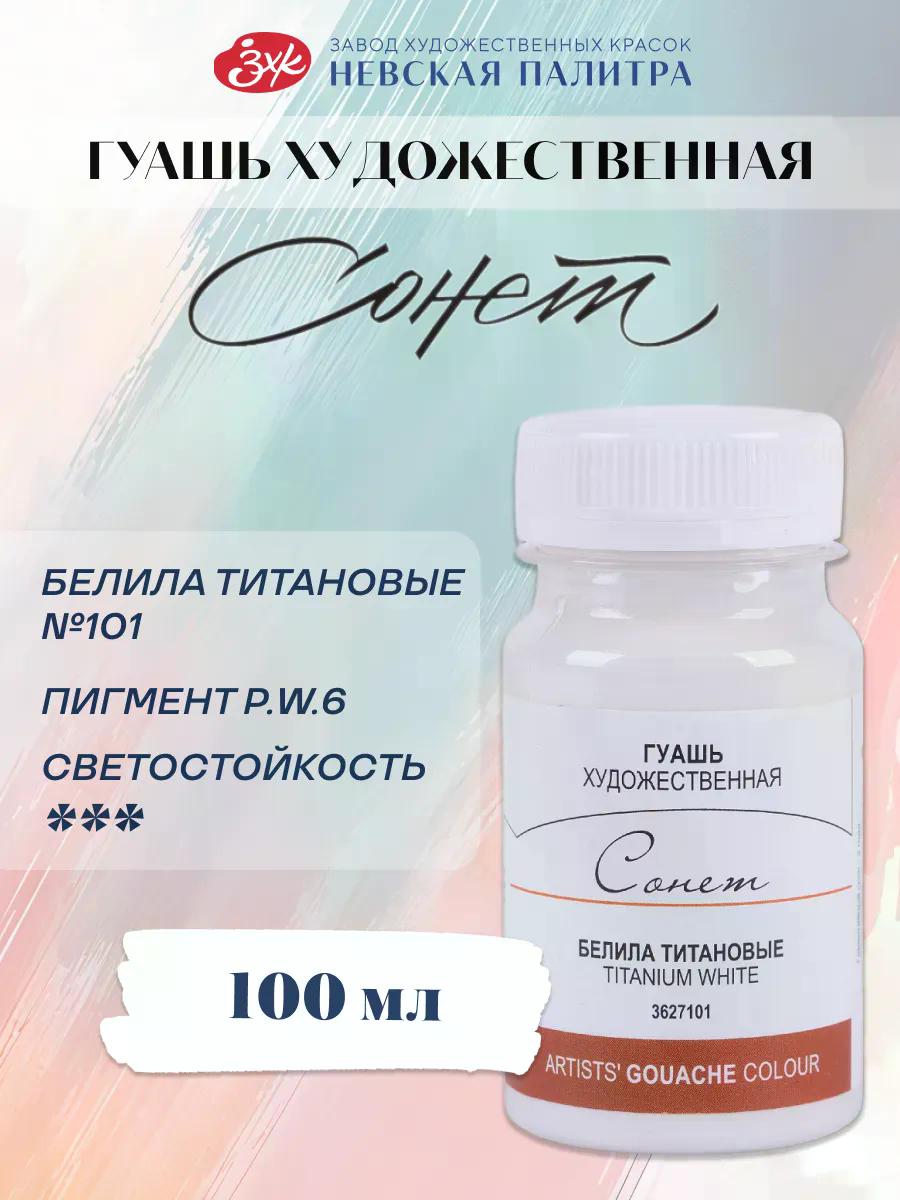 ЗХК
ЗАВОД ХУДОЖЕСТВЕННЫХ КРАСОК
НЕВСКАЯ ПАЛИТРА
ГУАШЬ ХУДОЖЕСТВЕННАЯ
Сонет
БЕЛИЛА ТИТАНОВЫЕ
№101
ПИГМЕНТ P.W.6
СВЕТОСТОЙКОСТЬ
***
100 мл
ГУАШЬ
ХУДОЖЕСТВЕННАЯ
Сонет
БЕЛИЛА ТИТАНОВЫЕ
TITANIUM WHITE
3627101
ARTISTS' GOUACHE COLOUR